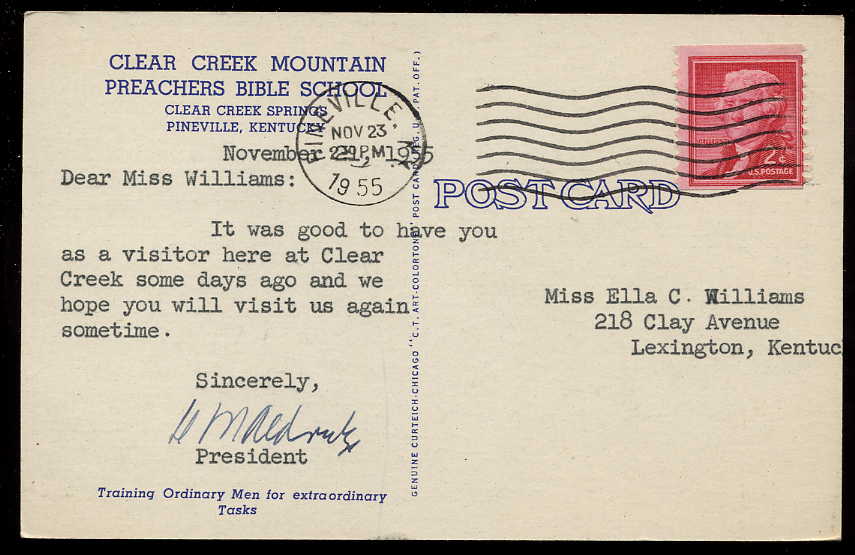 CLEAR CREEK MOUNTAIN
PREACHERS BIBLE SCHOOL
CLEAR CREEK SPRINGS
PINEVILLE, KENTUCKY
November 1955
Dear Miss Williams:
It was good to have you
as a visitor here at Clear
Creek some days ago and we
hope you will visit us again
sometime.
Sincerely,
President
Training Ordinary Men for extraordinary
Tasks
PINEVILLE, KY.
NOV 23
PM
1955
GENUINE CURTEICH-CHICAGO "C.T. ART-COLORTONE" POST CARD REG. U. PAT. OFF.)
POST CARD
2¢
U.S. POSTAGE
Miss Ella C. Williams
218 Clay Avenue
Lexington, Kentuc